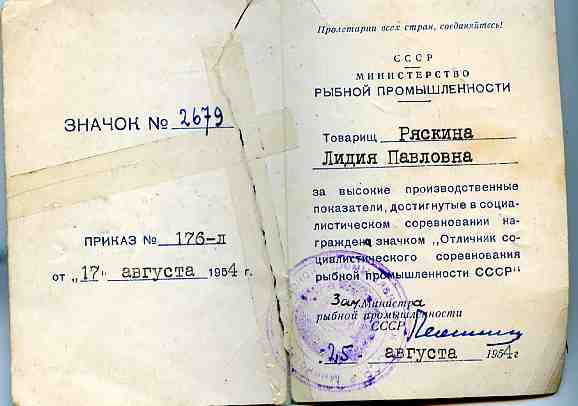 ЗНАЧОК № 2679
ПРИКАЗ № 176-л
от „17" августа 1954 г.
Пролетарии всех стран, соединяйтесь!
СССР
МИНИСТЕРСТВО
РЫБНОЙ ПРОМЫШЛЕННОСТИ
Товарищ Ряскина
Лидия Павловна
за высокие производственные
показатели, достигнутые в социа-
листическом соревновании на-
гражденa значком „Отличник со-
циалистического соревнования
рыбной промышленности СССР"
Зам. Министра
рыбной промышленности
СССР
„25" августа 1954 г